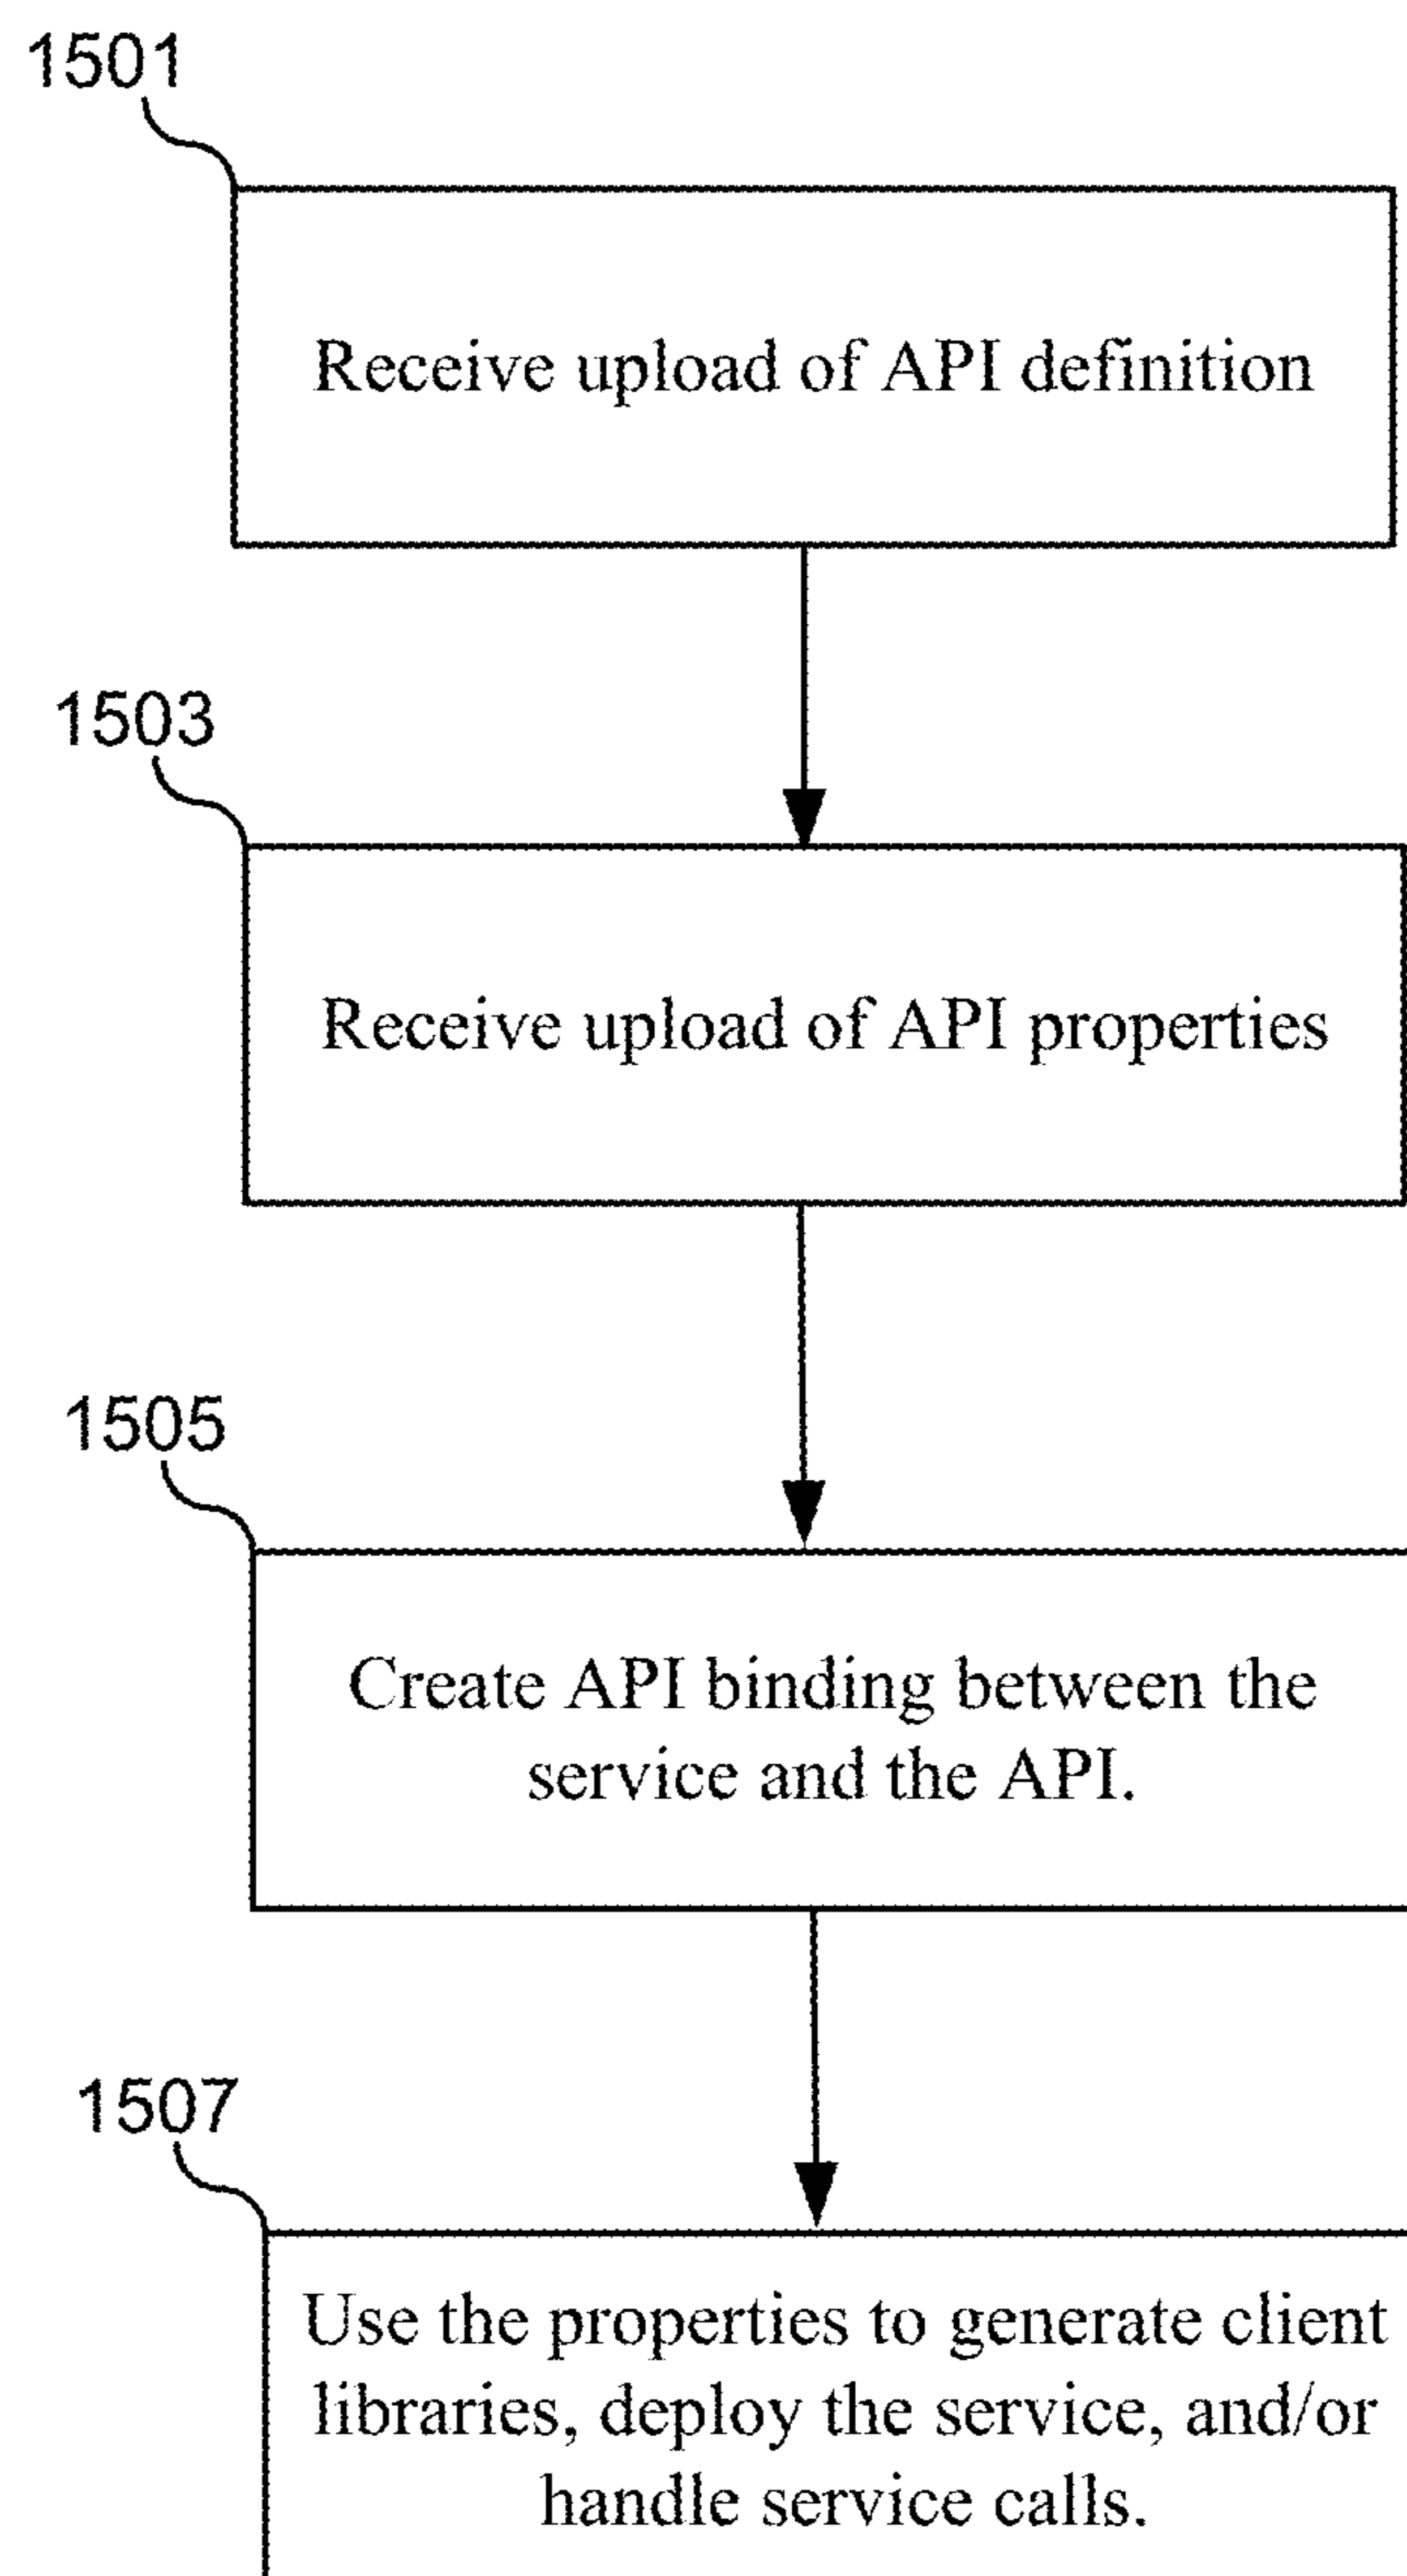 1501
Receive upload of API definition
1503
Receive upload of API properties
1505
Create API binding between the
service and the API.
1507
Use the properties to generate client
libraries, deploy the service, and/or
handle service calls.